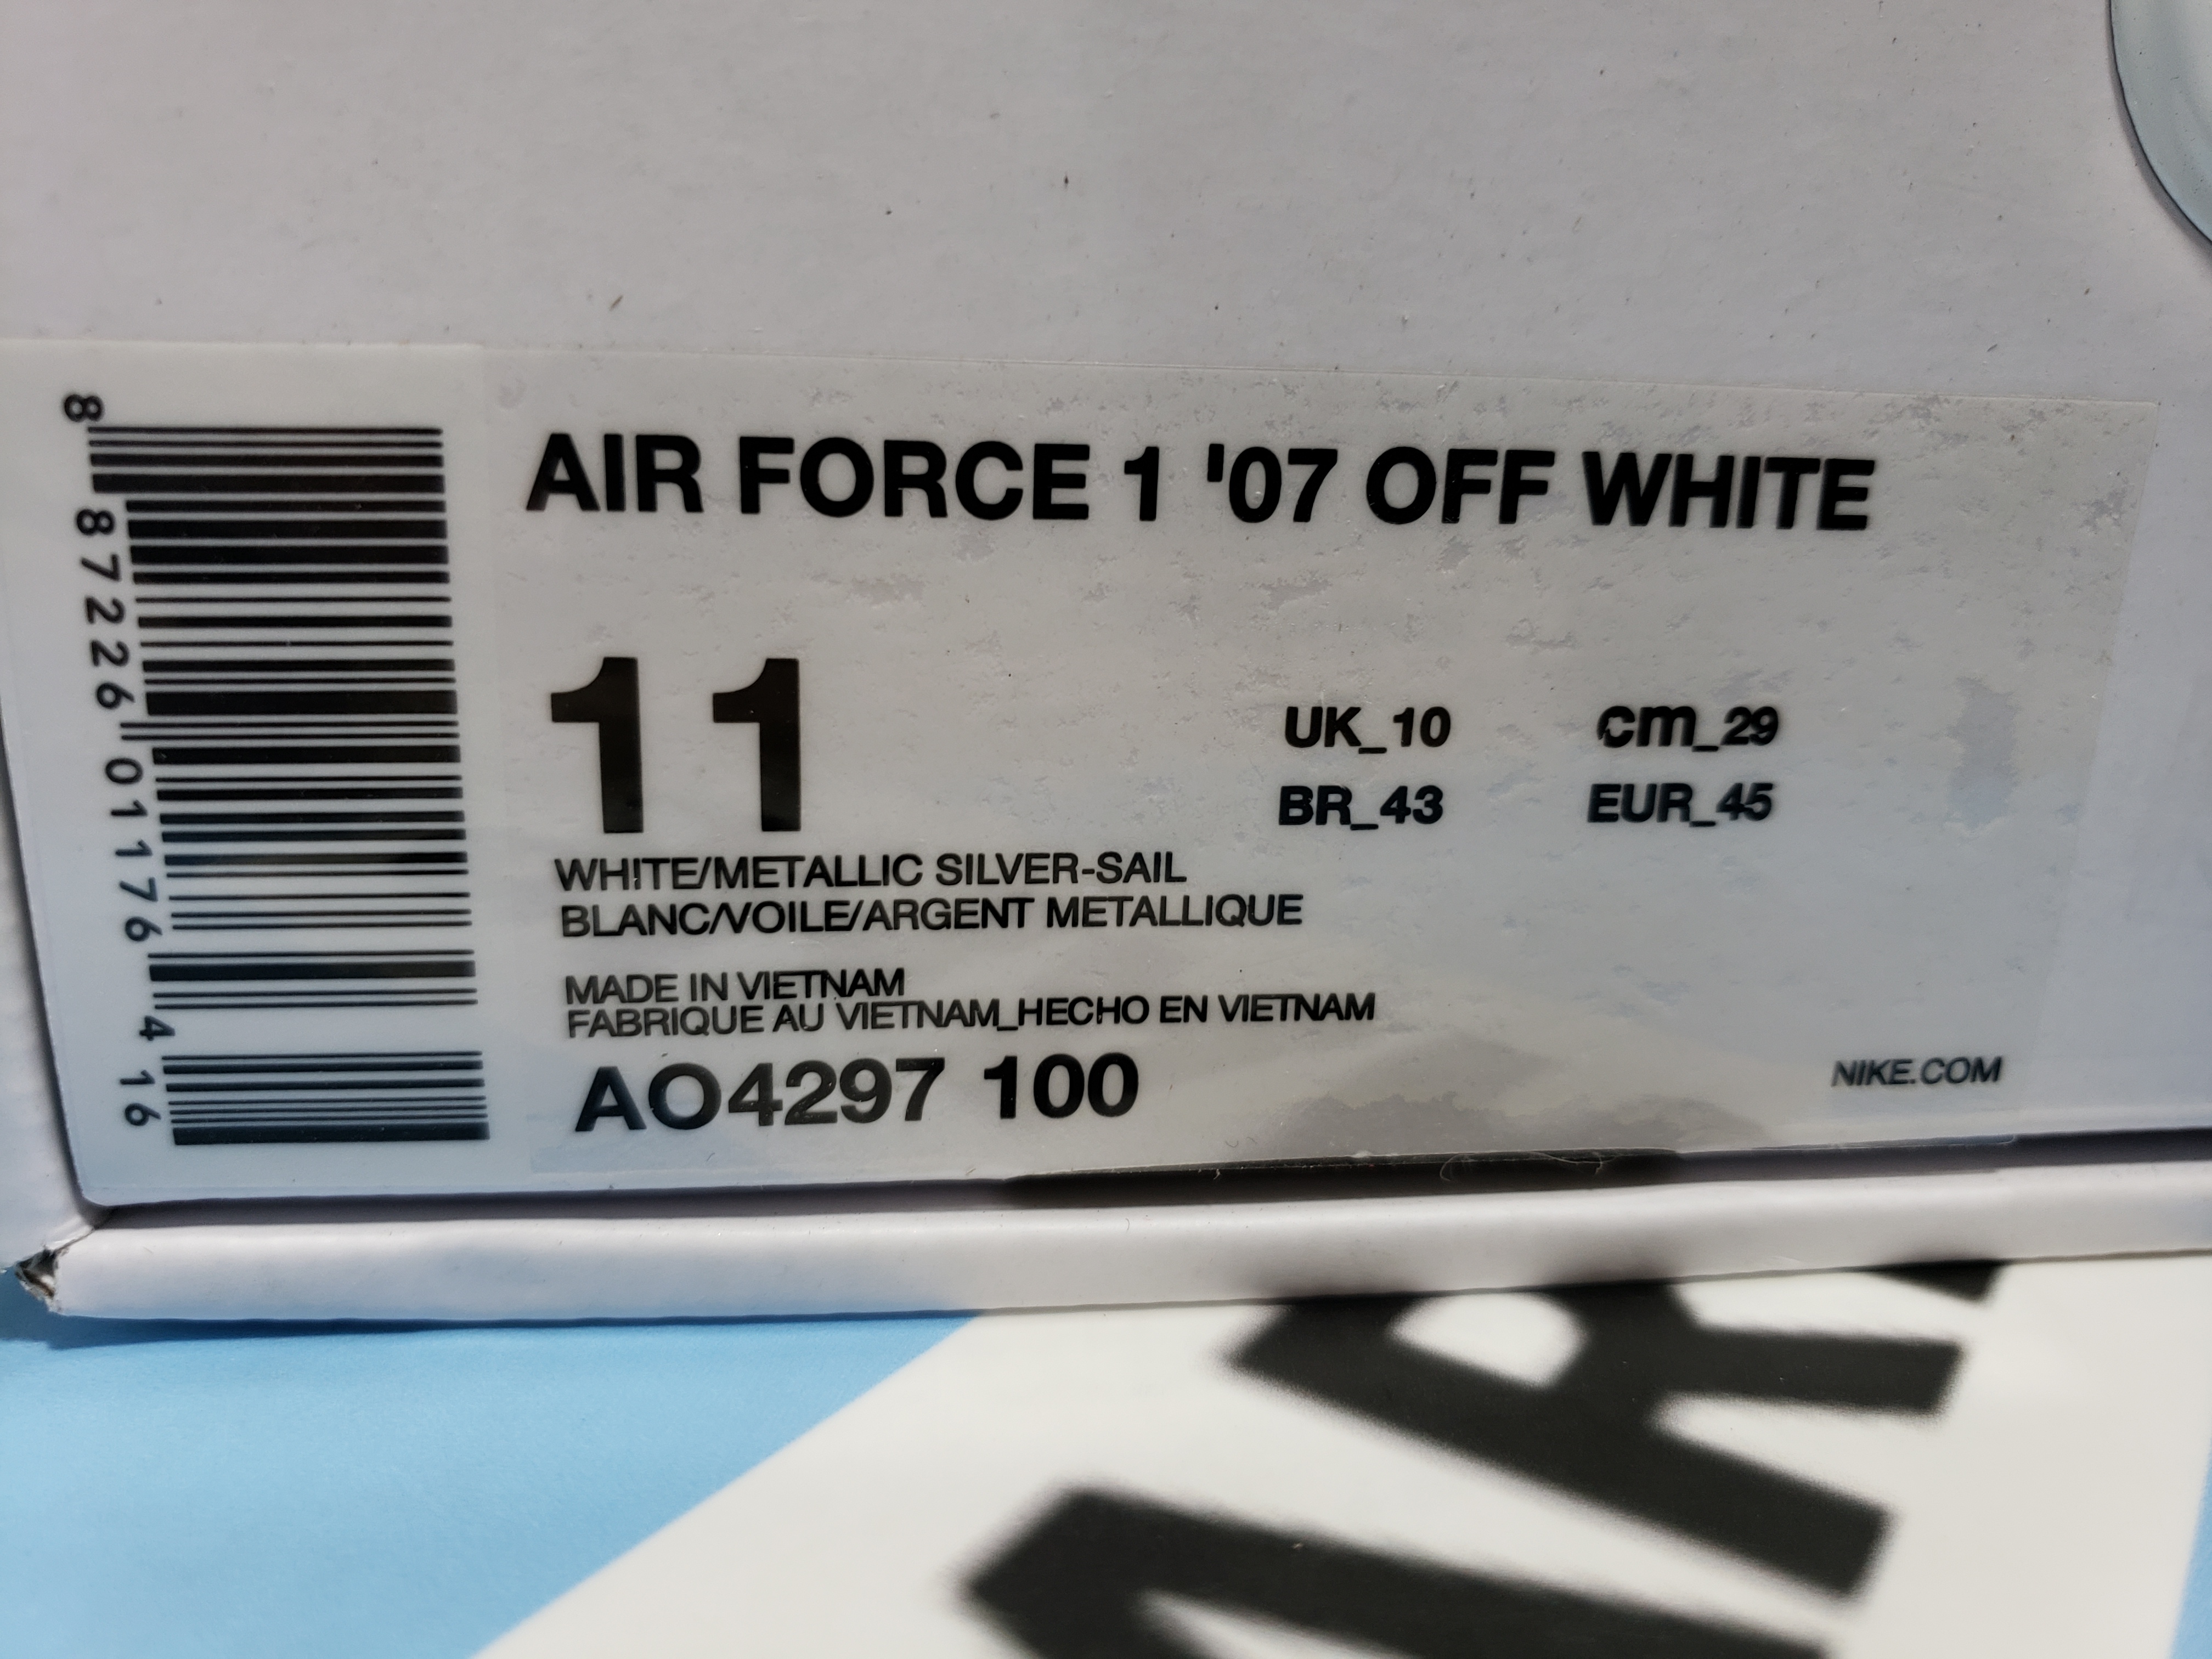 AIR FORCE 1 '07 OFF WHITE
11
UK_10 cm_29
BR_43 EUR_45
WHITE/METALLIC SILVER-SAIL
BLANC/VOILE/ARGENT METALLIQUE
MADE IN VIETNAM
FABRIQUE AU VIETNAM_HECHO EN VIETNAM
AO4297 100
NIKE.COM
8 87226 01176 4 16